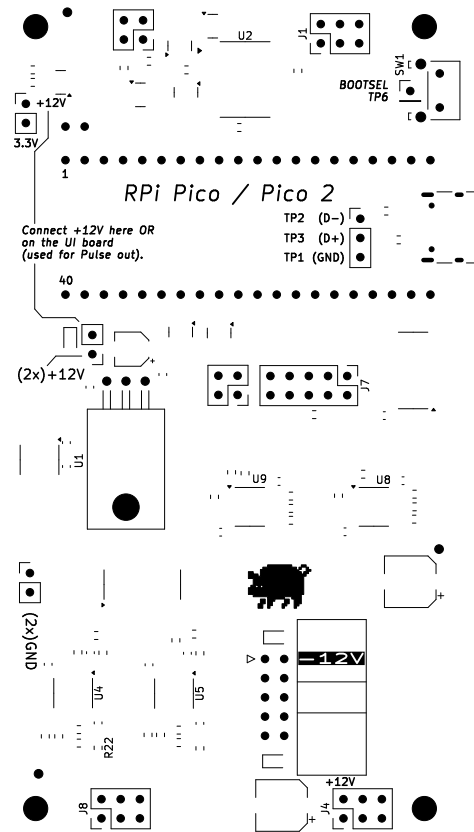 U2
J1
SW1
BOOTSEL
TP6
+12V
3.3V
1
RPi Pico / Pico 2
TP2 (D-)
TP3 (D+)
TP1 (GND)
Connect +12V here OR
on the UI board
(used for Pulse out).
40
+
(2x)+12V
J7
U1
U9
U8
+
(2x)GND
-12V
U4
U5
R22
+12V
J8
+
J4